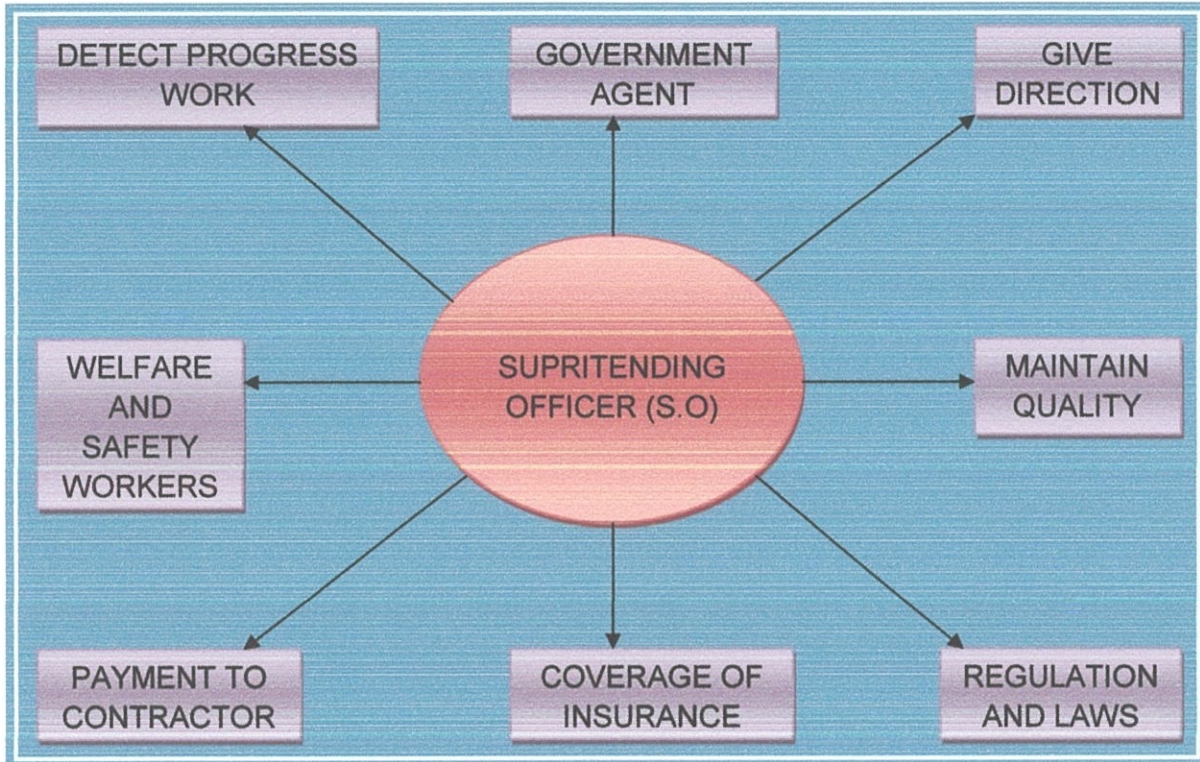 DETECT PROGRESS
WORK
GOVERNMENT
AGENT
GIVE
DIRECTION
WELFARE
AND
SAFETY
WORKERS
SUPRITENDING
OFFICER (S.O)
MAINTAIN
QUALITY
PAYMENT TO
CONTRACTOR
COVERAGE OF
INSURANCE
REGULATION
AND LAWS